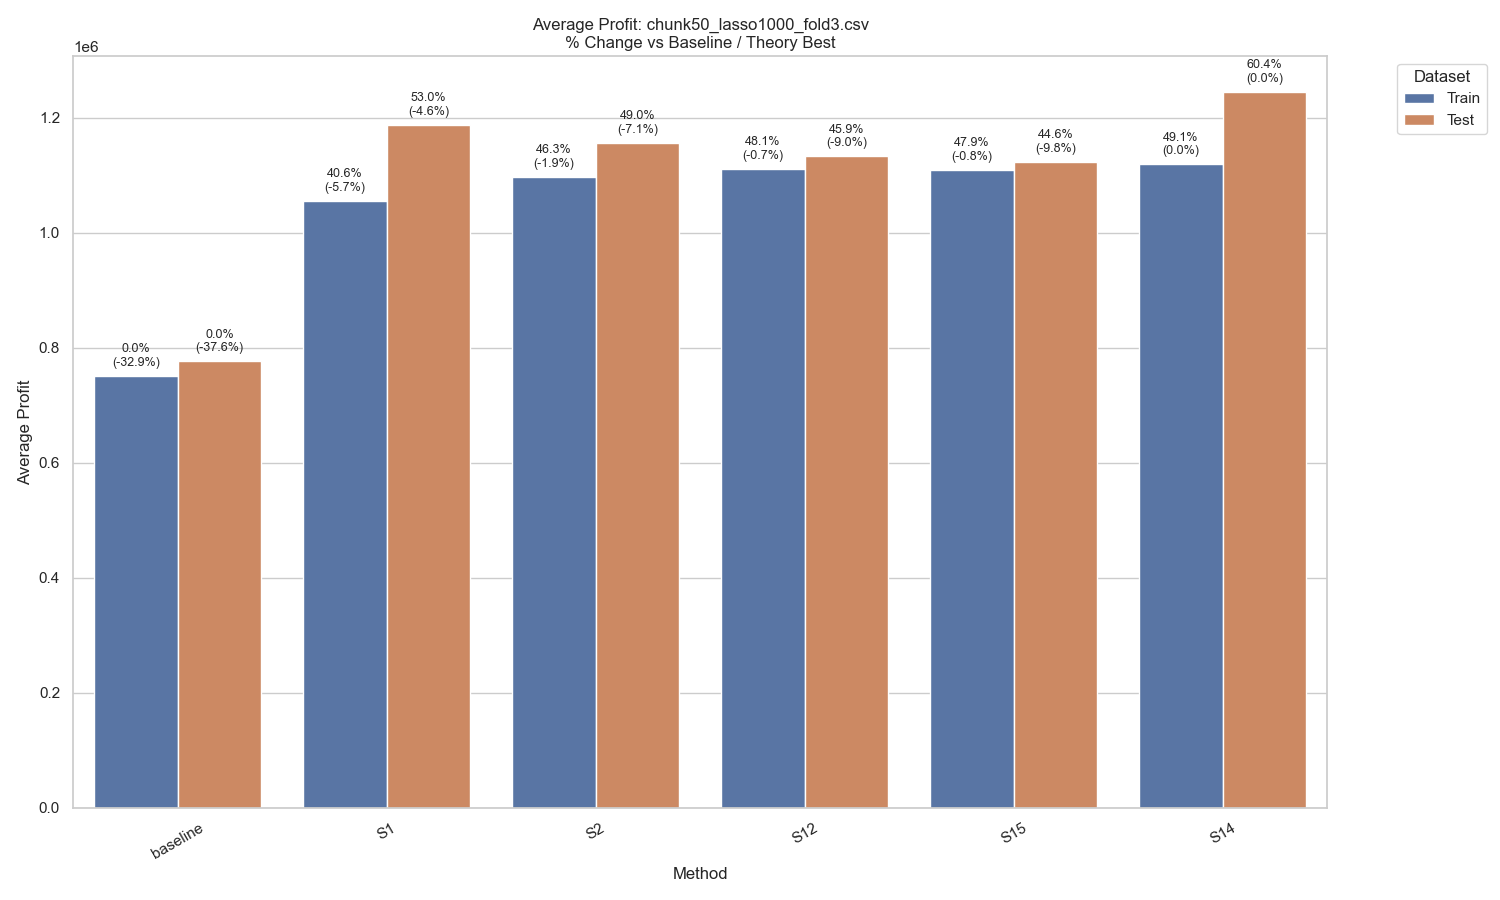 Average Profit: chunk50_lasso1000_fold3.csv
% Change vs Baseline / Theory Best
1e6
Average Profit
1.2
1.0
0.8
0.6
0.4
0.2
0.0
0.0%
(-32.9%)
0.0%
(-37.6%)
40.6%
(-5.7%)
53.0%
(-4.6%)
46.3%
(-1.9%)
49.0%
(-7.1%)
48.1%
(-0.7%)
45.9%
(-9.0%)
47.9%
(-0.8%)
44.6%
(-9.8%)
49.1%
(0.0%)
60.4%
(0.0%)
baseline
S1
S2
S12
S15
S14
Method
Dataset
Train
Test